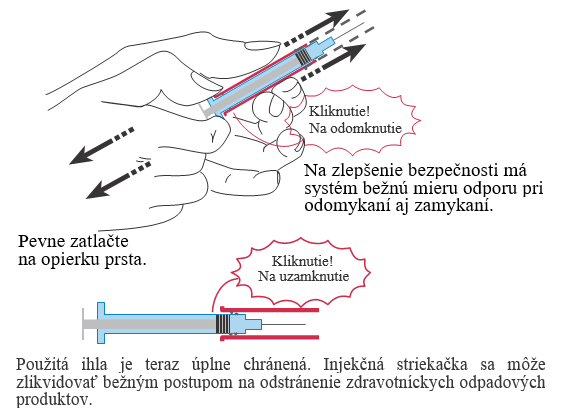 Kliknutie!
Na odomknutie
Na zlepšenie bezpečnosti má
systém bežnú mieru odporu pri
odomykaní aj zamykaní.
Pevne zatlačte
na opierku prsta.
Kliknutie!
Na uzamknutie
Použitá ihla je teraz úplne chránená. Injekčná striekačka sa môže
zlikvidovať bežným postupom na odstránenie zdravotníckych odpadových
produktov.